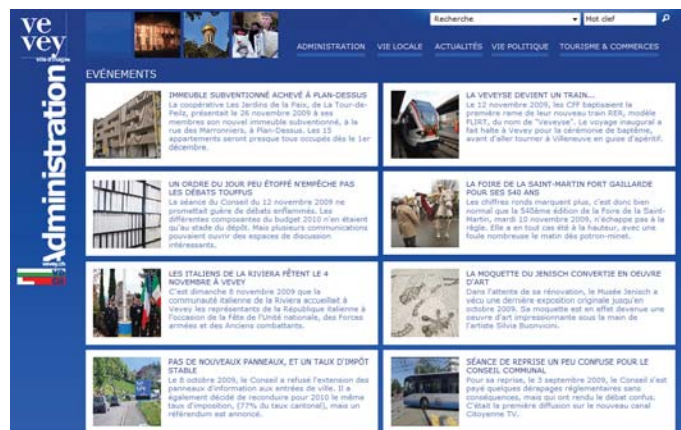 ve
vey
ville d'images
Recherche
Mot clef
ADMINISTRATION VIE LOCALE ACTUALITÉS VIE POLITIQUE TOURISME & COMMERCES
Administration
vevey.ch
EVÉNEMENTS
IMMEUBLE SUBVENTIONNÉ ACHEVÉ À PLAN-DESSUS
La coopérative Les Jardins de la Paix, de La Tour-de-
Peilz, présentait le 26 novembre 2009 à ses
membres son nouvel immeuble subventionné, à la
rue des Marronniers, à Plan-Dessus. Les 15
appartements seront presque tous occupés dès le 1er
décembre.
LA VEVEYSE DEVIENT UN TRAIN...
Le 12 novembre 2009, les CFF baptisaient la
première rame de leur nouveau train RER, modèle
FLIRT, du nom de "Veveyse". Le voyage inaugural a
fait halte à Vevey pour la cérémonie de baptême,
avant d'aller tourner à Villeneuve en guise d'apéritif.
UN ORDRE DU JOUR PEU ÉTOFFÉ N'EMPÊCHE PAS
LES DÉBATS TOUFFUS
La séance du Conseil du 12 novembre 2009 ne
promettait guère de débats enflammés. Les
différentes composantes du budget 2010 n'en étaient
qu'au stade du dépôt. Mais plusieurs communications
pouvaient ouvrir des espaces de discussion
intéressants.
LA FOIRE DE LA SAINT-MARTIN FORT GAILLARDE
POUR SES 540 ANS
Les chiffres ronds marquent plus, c'est donc bien
normal que la 540ème édition de la Foire de la Saint-
Martin, mardi 10 novembre 2009, n'échappe pas à la
règle. Elle a en tout cas été à la hauteur, avec une
foule nombreuse le matin dès potron-minet.
LES ITALIENS DE LA RIVIERA FÊTENT LE 4
NOVEMBRE À VEVEY
C'est dimanche 8 novembre 2009 que la
communauté italienne de la Riviera accueillait à
Vevey les représentants de la République italienne à
l'occasion de la Fête de l'Unité nationale, des Forces
armées et des Anciens combattants.
LA MOQUETTE DU JENISCH CONVERTIE EN OEUVRE
D'ART
Dans l'attente de sa rénovation, le Musée Jenisch a
vécu une dernière exposition originale jusqu'en
octobre 2009. Sa moquette est en effet devenue une
oeuvre d'art impressionnante sous la main de
l'artiste Silvia Buonvicini.
PAS DE NOUVEAUX PANNEAUX, ET UN TAUX D'IMPÔT
STABLE
Le 8 octobre 2009, le Conseil a refusé l'extension des
panneaux d'information aux entrées de ville. Il a
également décidé de reconduire pour 2010 le même
taux d'imposition, (77% du taux cantonal), mais un
référendum est annoncé.
SÉANCE DE REPRISE UN PEU CONFUSE POUR LE
CONSEIL COMMUNAL
Pour sa reprise, le 3 septembre 2009, le Conseil s'est
payé quelques dérapages réglementaires sans
conséquences, mais qui ont rendu le débat confus.
C'était la première diffusion sur le nouveau canal
Citoyenne TV.